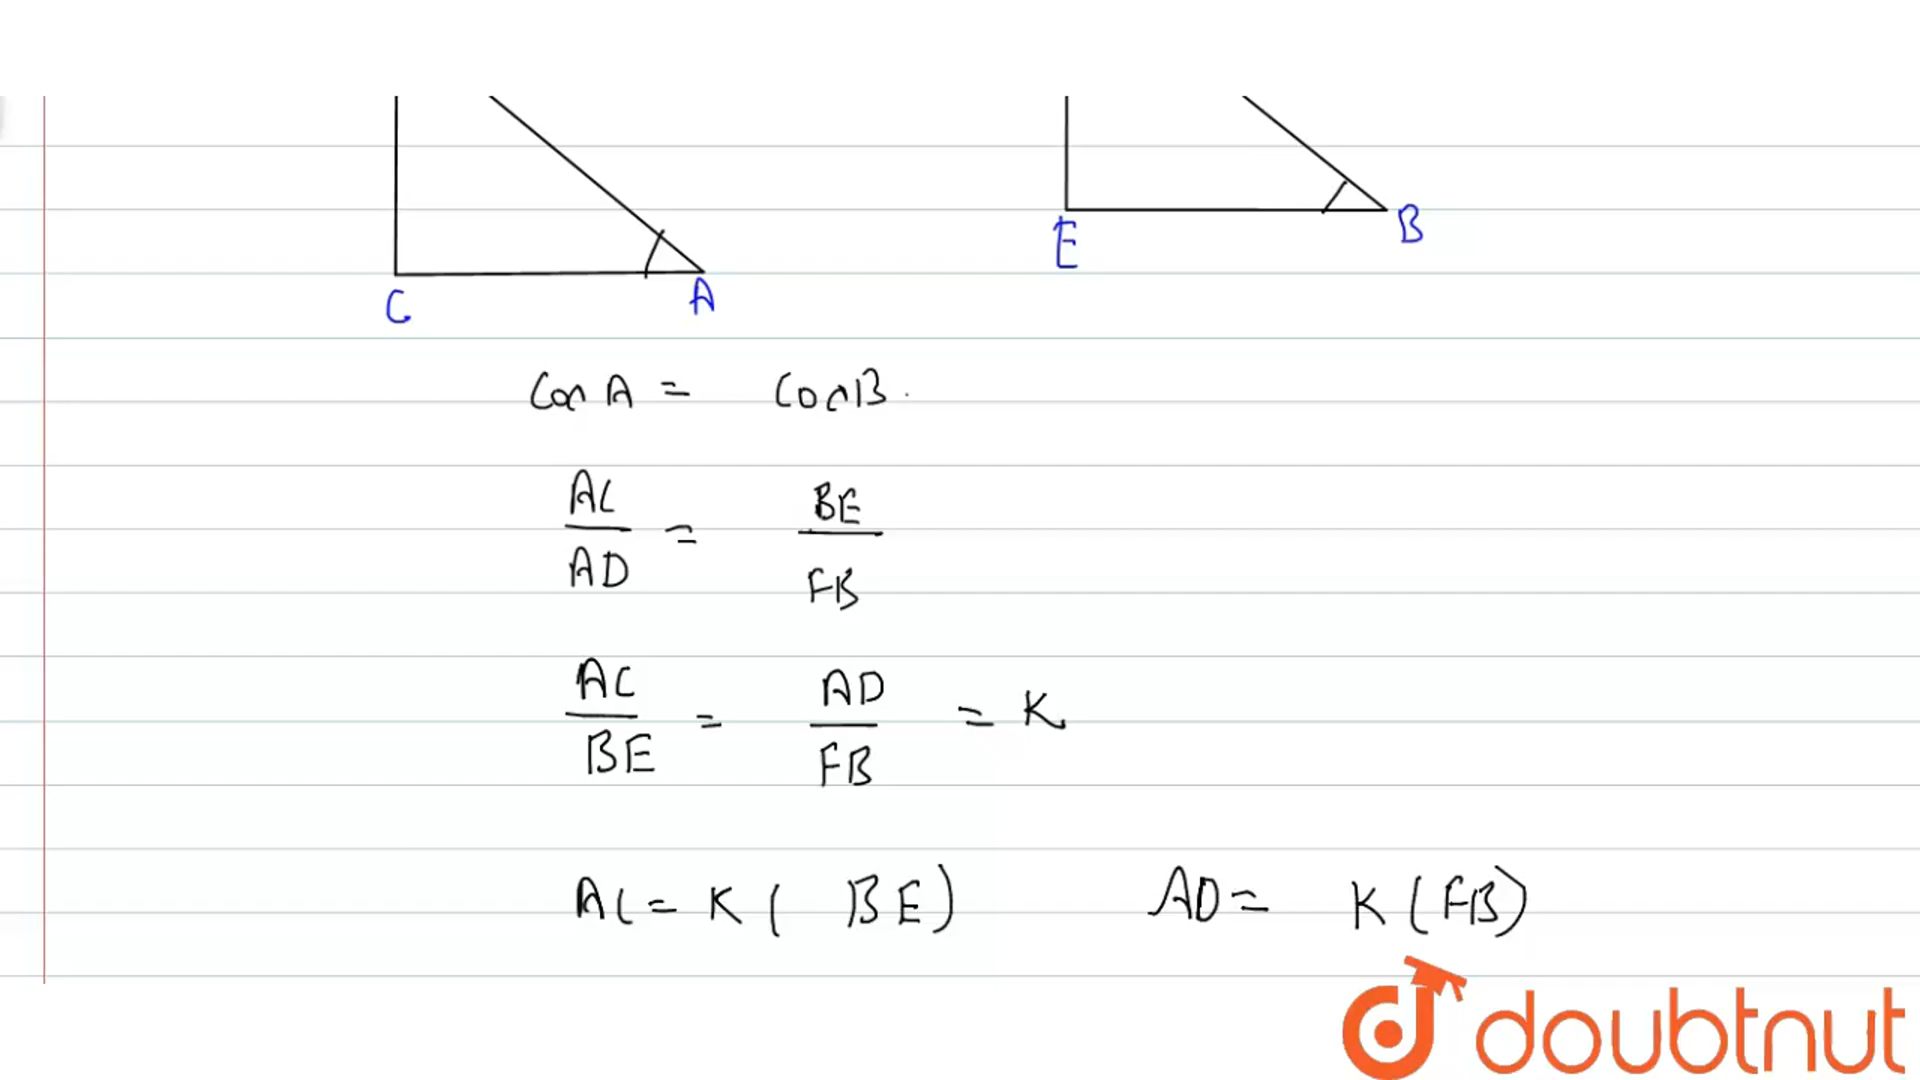 E B
C A
Cos A = Cos B.
AC/AD = BE/FB
AC/BE = AD/FB = K
AC = K ( BE) AD = K (FB)
doubtnut